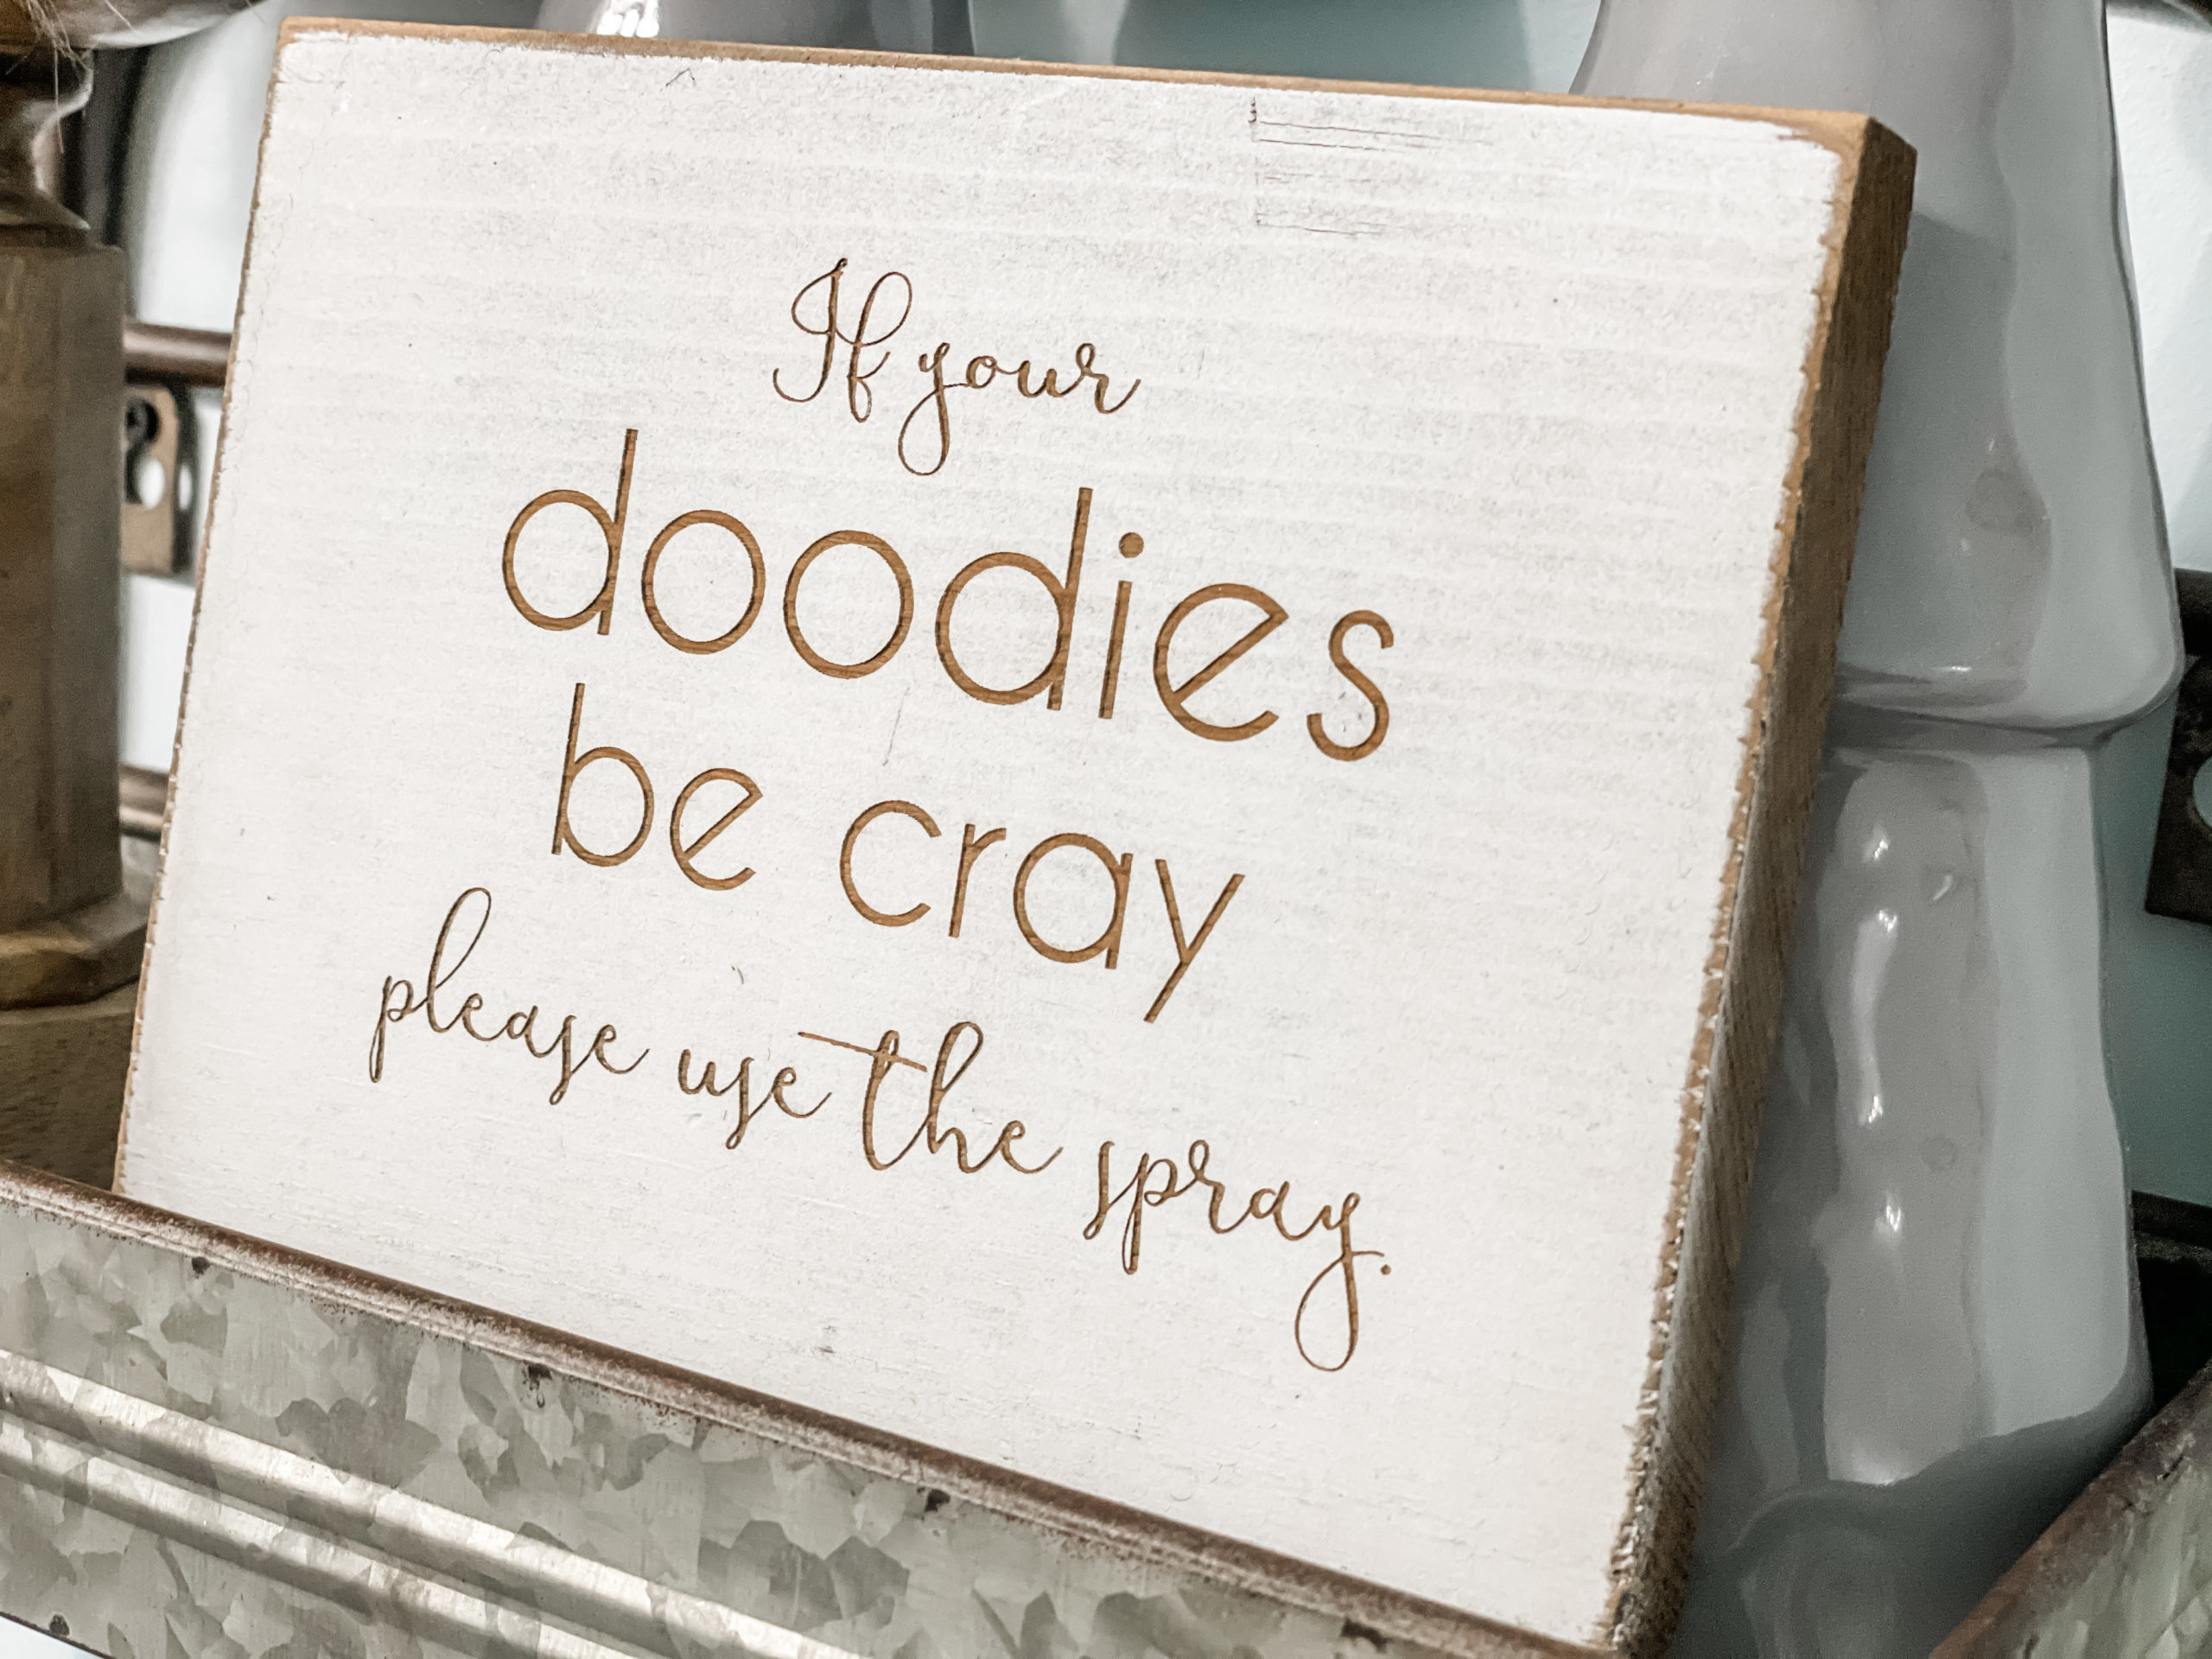 If your
doodies
be cray
please use the spray.